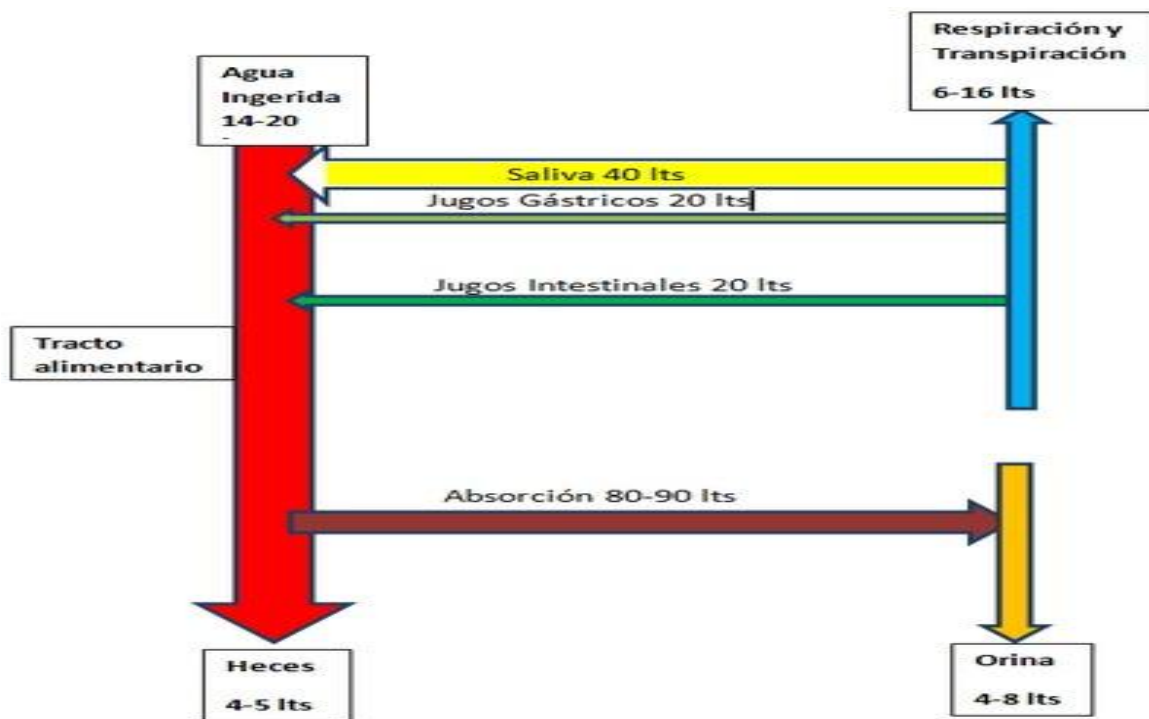 Respiración y
Transpiración
6-16 lts
Agua
Ingerida
14-20
Saliva 40 lts
Jugos Gástricos 20 lts
Jugos Intestinales 20 lts
Tracto
alimentario
Absorción 80-90 lts
Heces
4-5 lts
Orina
4-8 lts